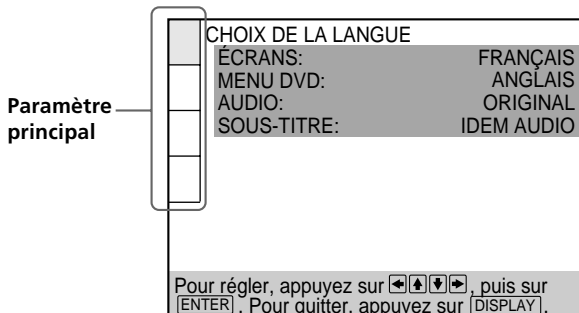 CHOIX DE LA LANGUE
ÉCRANS: FRANÇAIS
MENU DVD: ANGLAIS
AUDIO: ORIGINAL
SOUS-TITRE: IDEM AUDIO
Paramètre
principal
Pour régler, appuyez sur ←↑↓→, puis sur
ENTER. Pour quitter, appuyez sur DISPLAY.